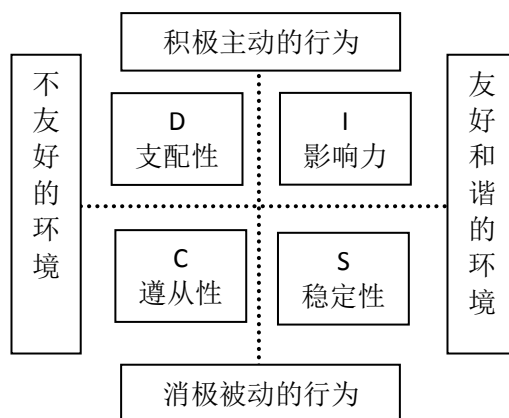 积极主动的行为
不友好的环境
D
支配性
I
影响力
友好和谐的环境
C
遵从性
S
稳定性
消极被动的行为